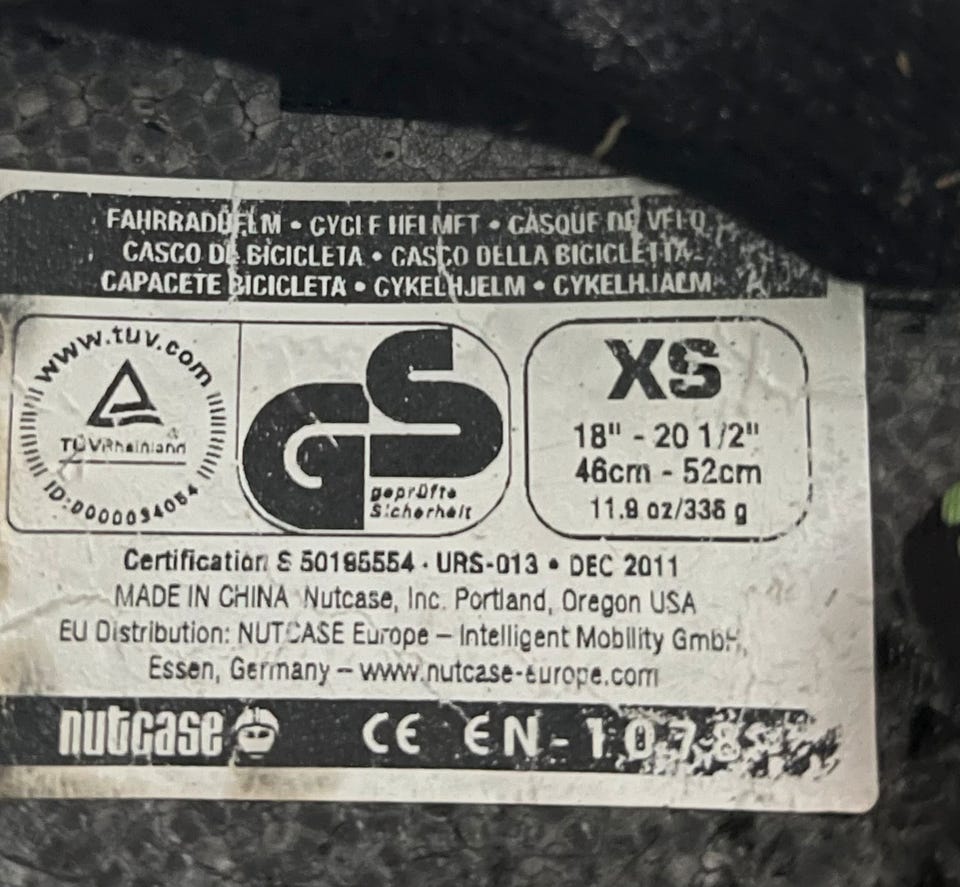 FAHRRADHELM • CYCLE HELMET • CASQUE DE VELO
CASCO DE BICICLETA • CASCO DELLA BICICLETTA
CAPACETE BICICLETA • CYKELHJELM • CYKELHJALM
www.tuv.com
TÜVRheinland
ID:0000034054
GS
geprüfte
Sicherheit
XS
18" - 20 1/2"
46cm - 52cm
11.9 oz/336 g
Certification S 50195554 · URS-013 • DEC 2011
MADE IN CHINA Nutcase, Inc. Portland, Oregon USA
EU Distribution: NUTCASE Europe – Intelligent Mobility GmbH,
Essen, Germany – www.nutcase-europe.com
nutcase CE EN-1078